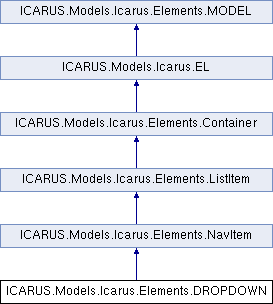 ICARUS.Models.Icarus.Elements.MODEL
ICARUS.Models.Icarus.EL
ICARUS.Models.Icarus.Elements.Container
ICARUS.Models.Icarus.Elements.ListItem
ICARUS.Models.Icarus.Elements.NavItem
ICARUS.Models.Icarus.Elements.DROPDOWN